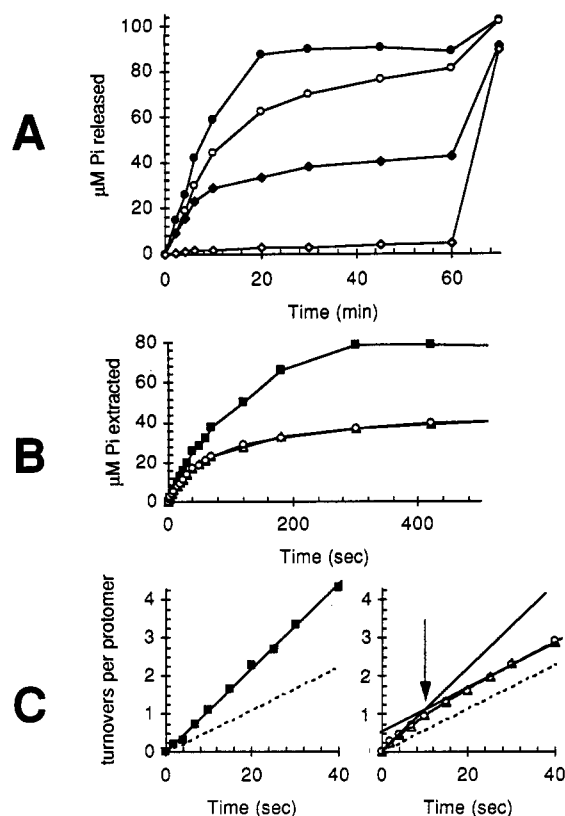 A
µM Pi released
100
80
60
40
20
0
0 20 40 60
Time (min)
B
µM Pi extracted
80
60
40
20
0
0 200 400
Time (sec)
C
turnovers per protomer
4
3
2
1
0
0 20 40
Time (sec)
4
3
2
1
0
0 20 40
Time (sec)